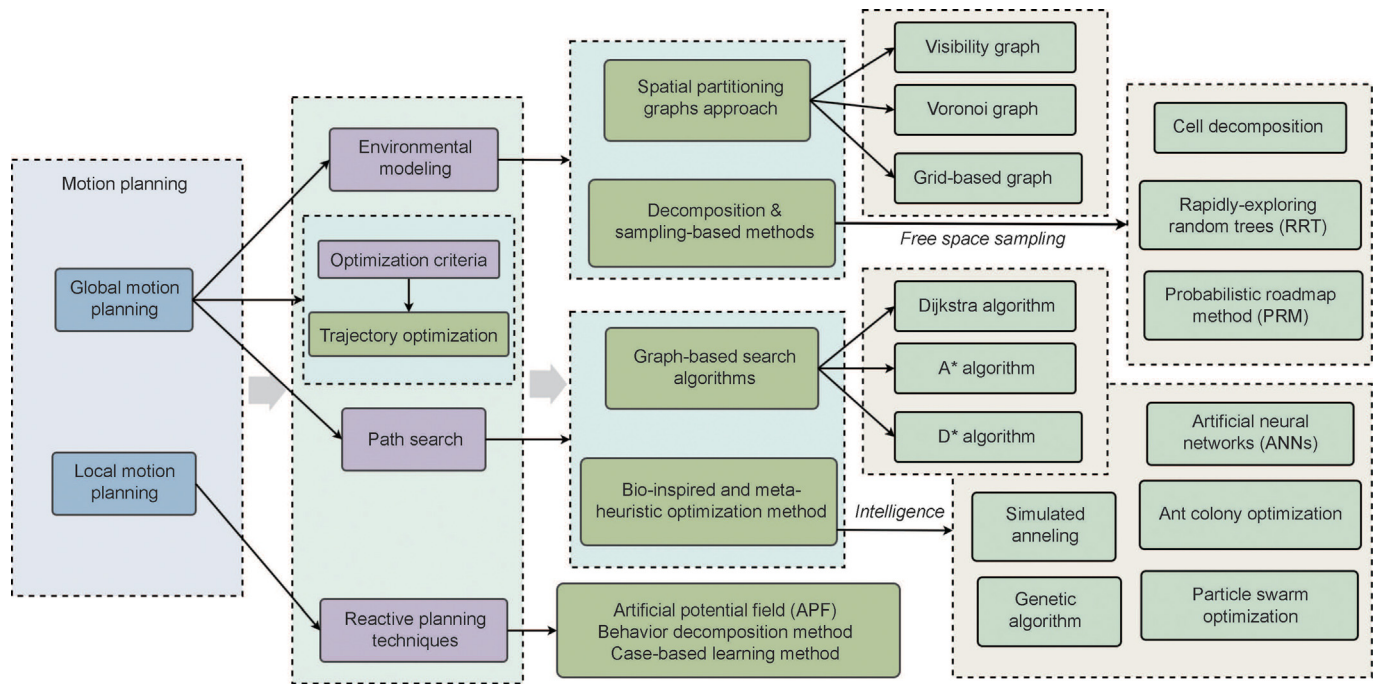 Motion planning
Global motion
planning
Local motion
planning
Environmental
modeling
Optimization criteria
Trajectory optimization
Path search
Reactive planning
techniques
Spatial partitioning
graphs approach
Decomposition &
sampling-based methods
Graph-based search
algorithms
Bio-inspired and meta-
heuristic optimization method
Artificial potential field (APF)
Behavior decomposition method
Case-based learning method
Visibility graph
Voronoi graph
Grid-based graph
Free space sampling
Dijkstra algorithm
A* algorithm
D* algorithm
Intelligence
Cell decomposition
Rapidly-exploring
random trees (RRT)
Probabilistic roadmap
method (PRM)
Artificial neural
networks (ANNs)
Simulated
anneling
Ant colony optimization
Genetic
algorithm
Particle swarm
optimization